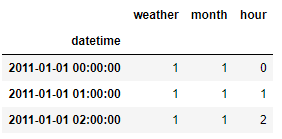 weather month hour
datetime
2011-01-01 00:00:00 1 1 0
2011-01-01 01:00:00 1 1 1
2011-01-01 02:00:00 1 1 2